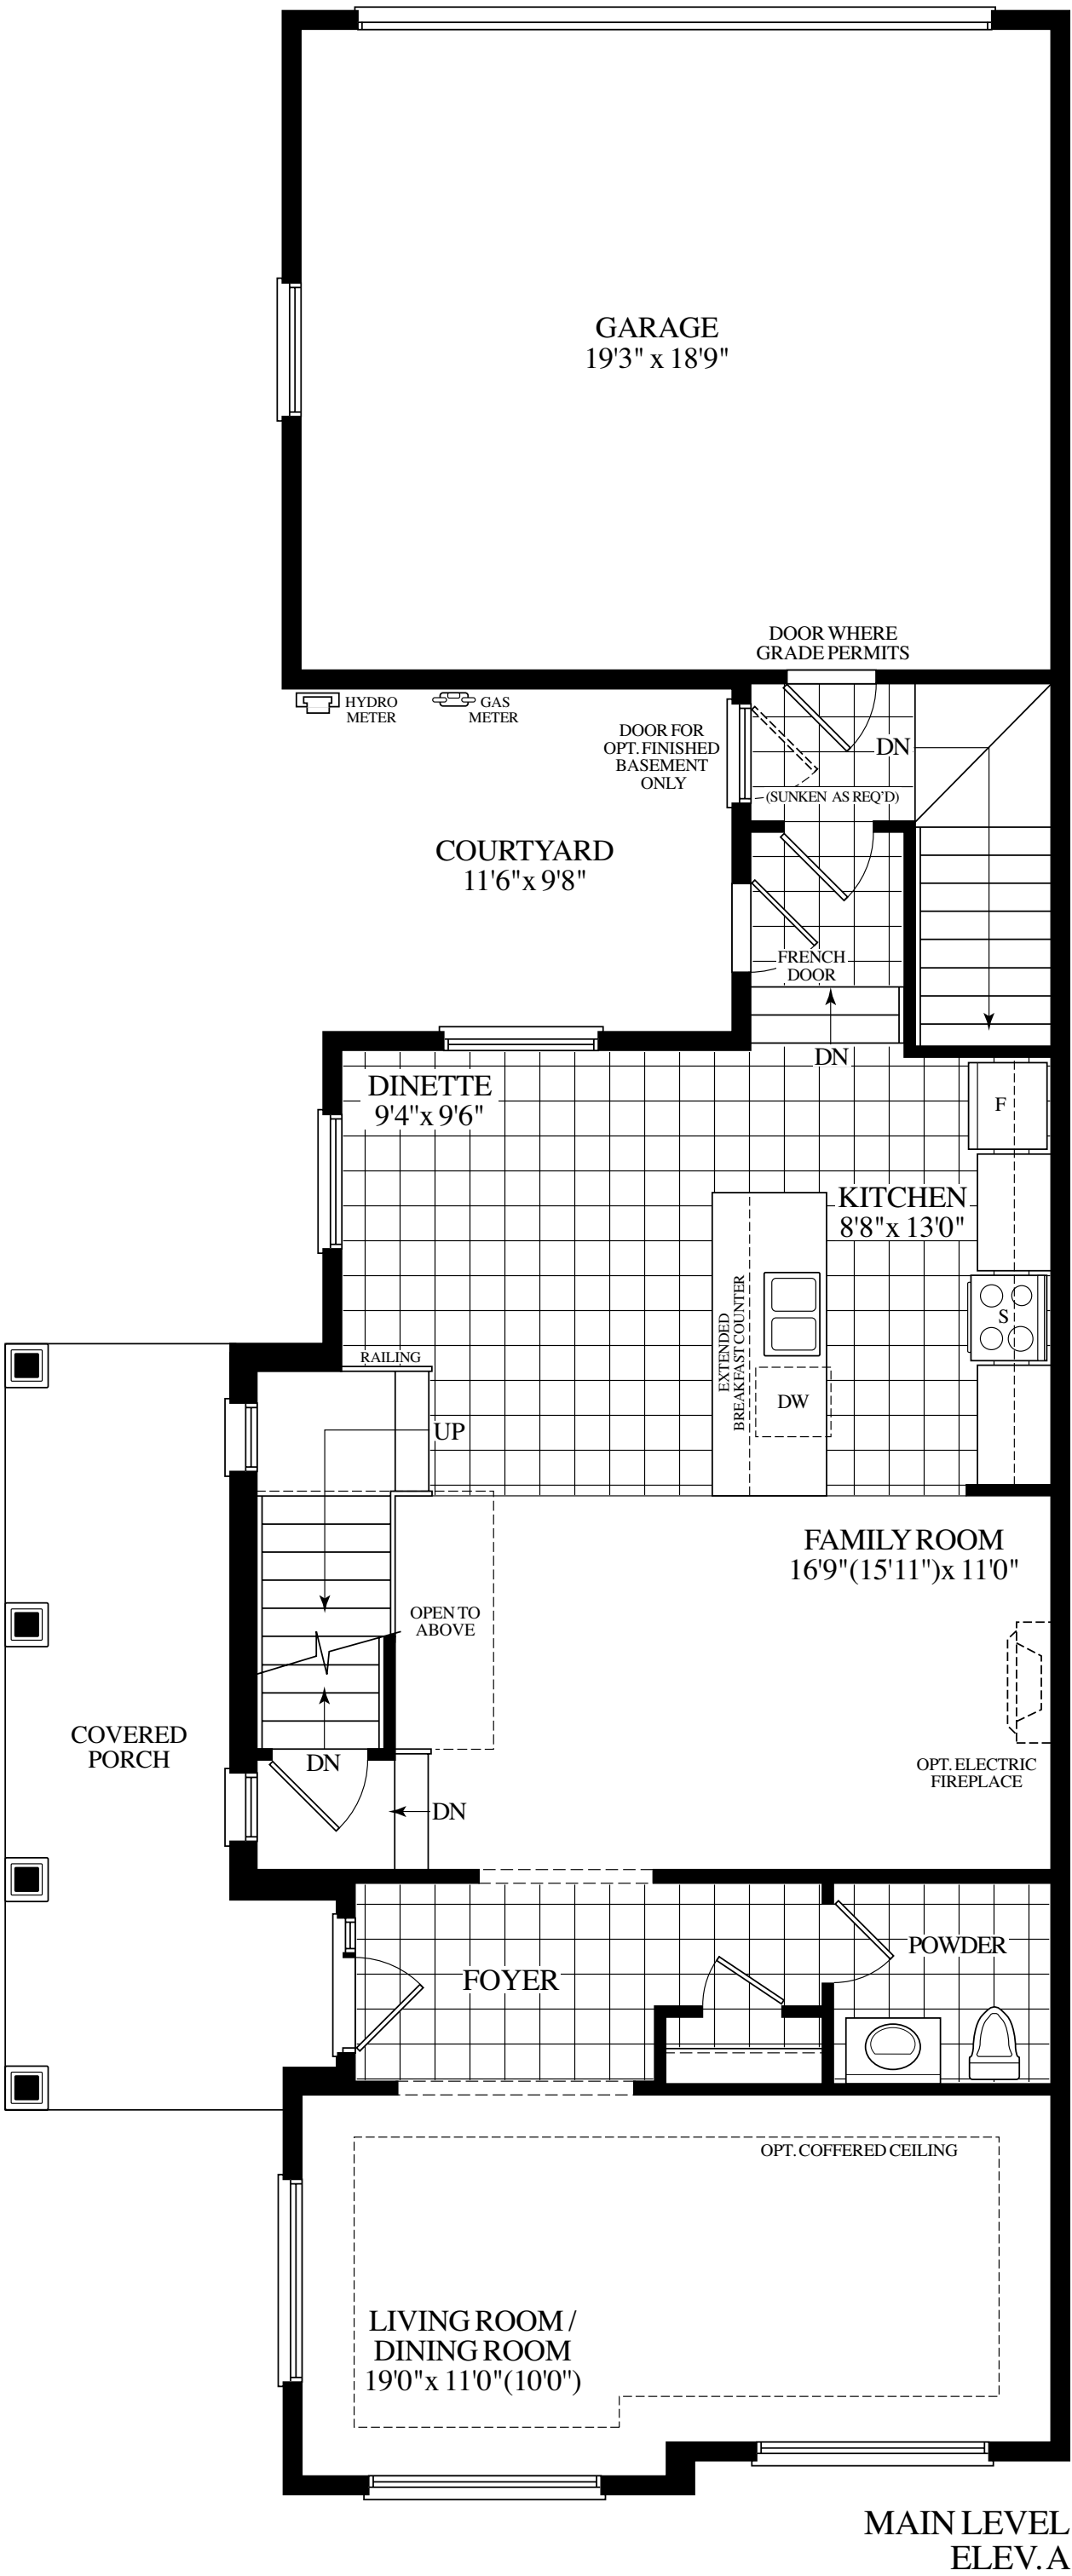 GARAGE
19'3" x 18'9"
DOOR WHERE
GRADE PERMITS
HYDRO
METER
GAS
METER
DOOR FOR
OPT. FINISHED
BASEMENT
ONLY
DN
(SUNKEN AS REQ'D)
COURTYARD
11'6" x 9'8"
FRENCH
DOOR
DN
DINETTE
9'4" x 9'6"
F
KITCHEN
8'8" x 13'0"
EXTENDED
BREAKFAST COUNTER
S
RAILING
DW
UP
FAMILY ROOM
16'9" (15'11") x 11'0"
OPEN TO
ABOVE
COVERED
PORCH
DN
OPT. ELECTRIC
FIREPLACE
DN
POWDER
FOYER
OPT. COFFERED CEILING
LIVING ROOM /
DINING ROOM
19'0" x 11'0" (10'0")
MAIN LEVEL
ELEV. A